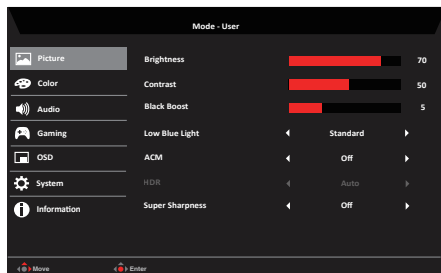 Mode - User
Picture
Brightness 70
Color
Contrast 50
Audio
Black Boost 5
Gaming
Low Blue Light Standard
OSD
ACM Off
System
HDR Auto
Information
Super Sharpness Off
Move Enter